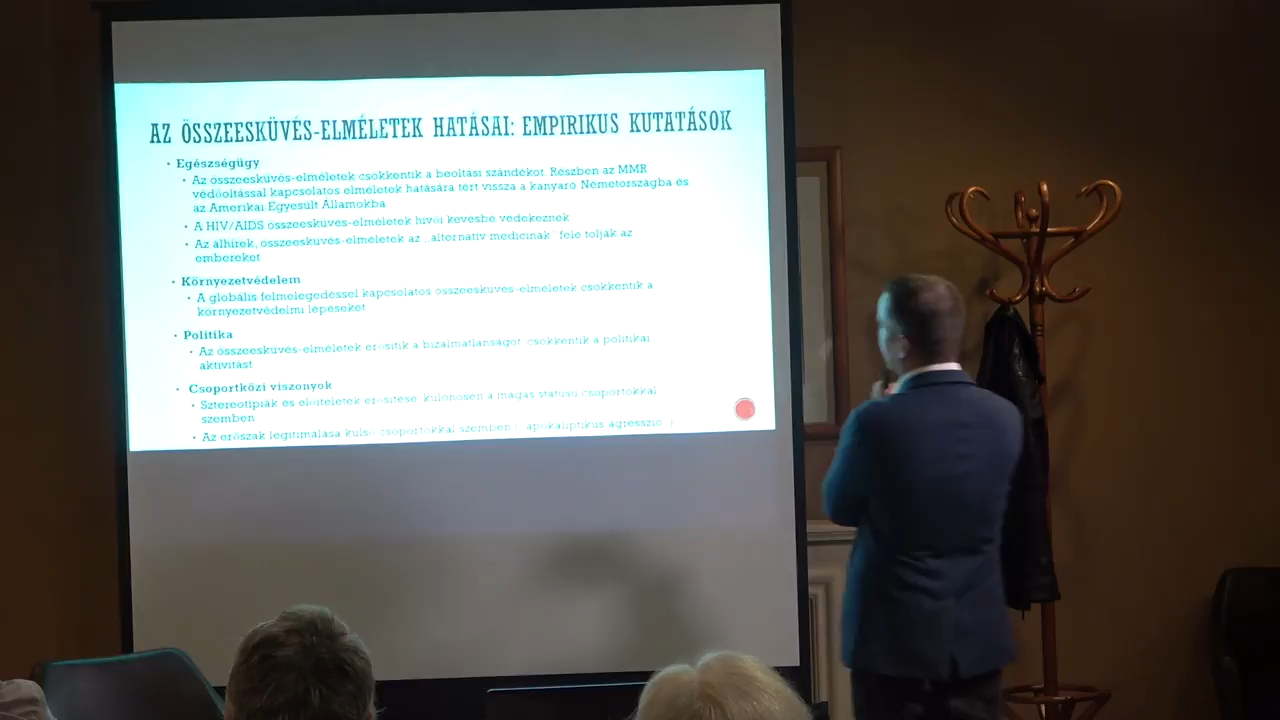 AZ ÖSSZEESKÜVÉS-ELMÉLETEK HATÁSAI: EMPIRIKUS KUTATÁSOK
Egészségügy
Az összeesküvés-elméletek csökkentik a beoltási szándékot. Részben az MMR
védőoltással kapcsolatos elméletek hatására tért vissza a kanyaró Németországba és
az Amerikai Egyesült Államokba
A HIV/AIDS összeesküvés-elméletek hívői kevésbé védekeznek
Az álhírek, összeesküvés-elméletek az „alternatív medicinák" felé tolják az
embereket
Környezetvédelem
A globális felmelegedéssel kapcsolatos összeesküvés-elméletek csökkentik a
környezetvédelmi lépéseket
Politika
Az összeesküvés-elméletek erősítik a bizalmatlanságot, csökkentik a politikai
aktivitást
Csoportközi viszonyok
Sztereotípiák és előítéletek erősítése, különösen a magas státusú csoportokkal
szemben
Az erőszak legitimálása külső csoportokkal szemben („apokaliptikus agresszió")